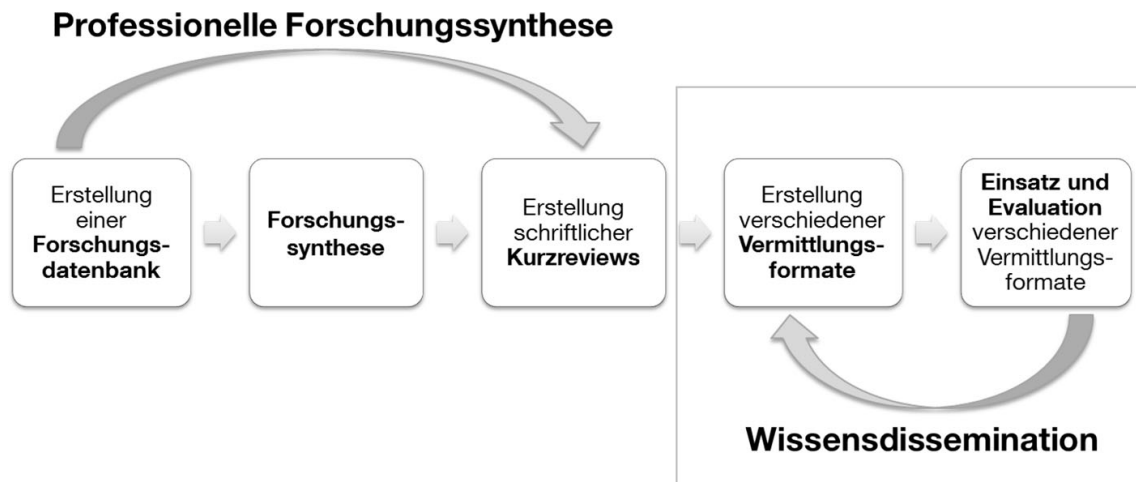 Professionelle Forschungssynthese
Erstellung
einer
Forschungs-
datenbank
Forschungs-
synthese
Erstellung
schriftlicher
Kurzreviews
Erstellung
verschiedener
Vermittlungs-
formate
Einsatz und
Evaluation
verschiedener
Vermittlungs-
formate
Wissensdissemination